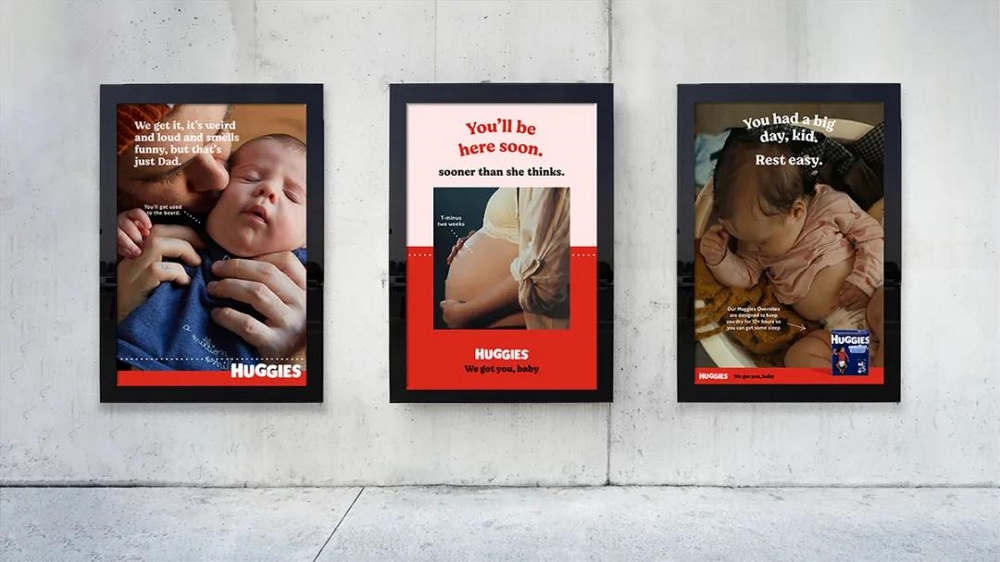 We get it, it's weird
and loud and smells
funny, but that's
just Dad.
You'll get used
to the beard.
HUGGIES
You'll be
here soon.
sooner than she thinks.
T-minus
two weeks
HUGGIES
We got you, baby
You had a big
day, kid.
Rest easy.
Our Huggies Overnites
are designed to keep
you dry for 12+ hours so
you can get some sleep
HUGGIES
HUGGIES
We got you, baby